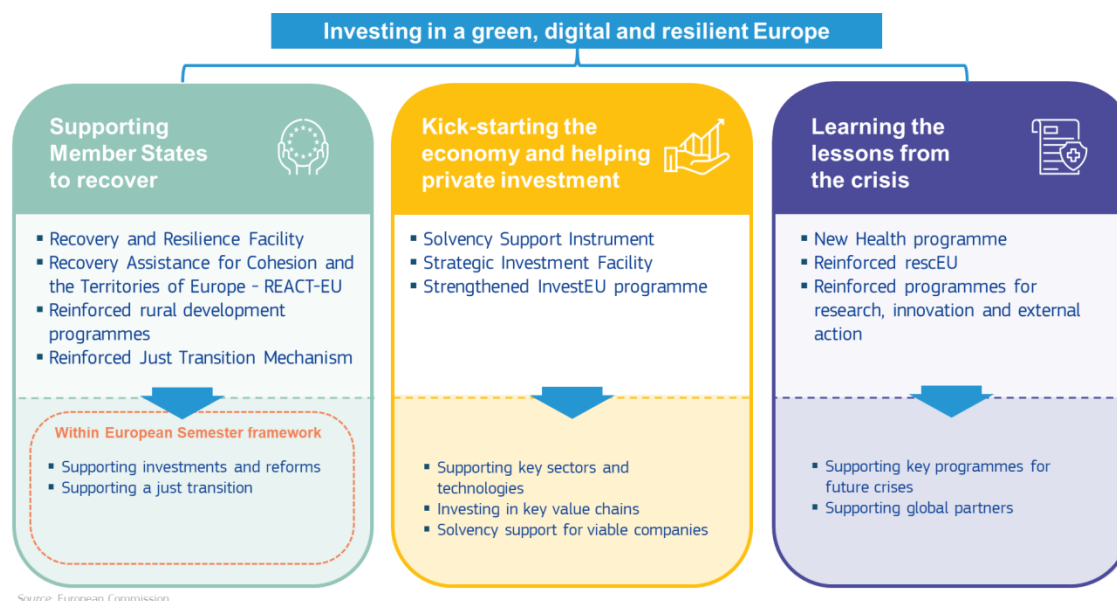 Investing in a green, digital and resilient Europe
Supporting
Member States
to recover
▪ Recovery and Resilience Facility
▪ Recovery Assistance for Cohesion and
the Territories of Europe - REACT-EU
▪ Reinforced rural development
programmes
▪ Reinforced Just Transition Mechanism
Within European Semester framework
▪ Supporting investments and reforms
▪ Supporting a just transition
Kick-starting the
economy and helping
private investment
▪ Solvency Support Instrument
▪ Strategic Investment Facility
▪ Strengthened InvestEU programme
▪ Supporting key sectors and
technologies
▪ Investing in key value chains
▪ Solvency support for viable companies
Learning the
lessons from
the crisis
▪ New Health programme
▪ Reinforced rescEU
▪ Reinforced programmes for
research, innovation and external
action
▪ Supporting key programmes for
future crises
▪ Supporting global partners
Source: European Commission